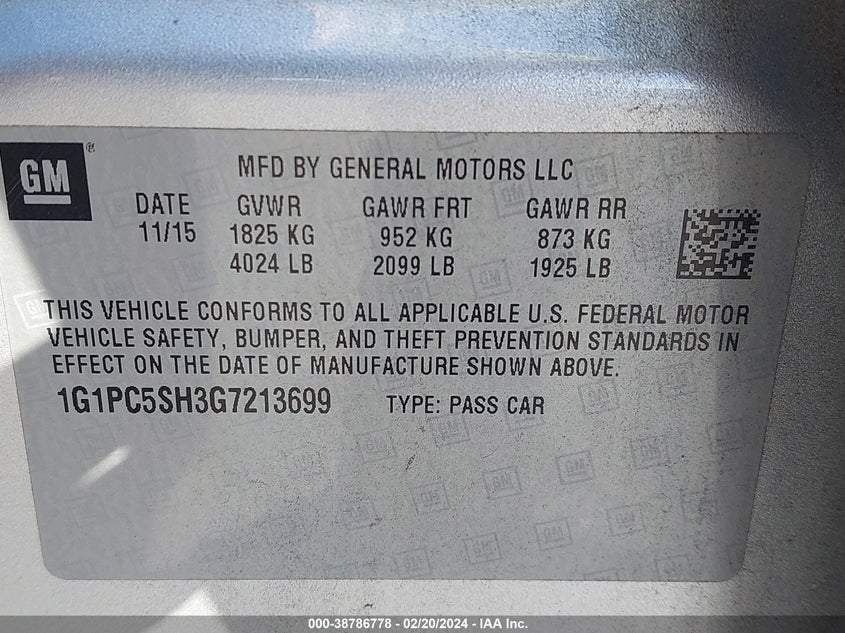 GM
MFD BY GENERAL MOTORS LLC
DATE GVWR GAWR FRT GAWR RR
11/15 1825 KG 952 KG 873 KG
4024 LB 2099 LB 1925 LB
THIS VEHICLE CONFORMS TO ALL APPLICABLE U.S. FEDERAL MOTOR
VEHICLE SAFETY, BUMPER, AND THEFT PREVENTION STANDARDS IN
EFFECT ON THE DATE OF MANUFACTURE SHOWN ABOVE.
1G1PC5SH3G7213699 TYPE: PASS CAR
000-38786778 - 02/20/2024 - IAA Inc.